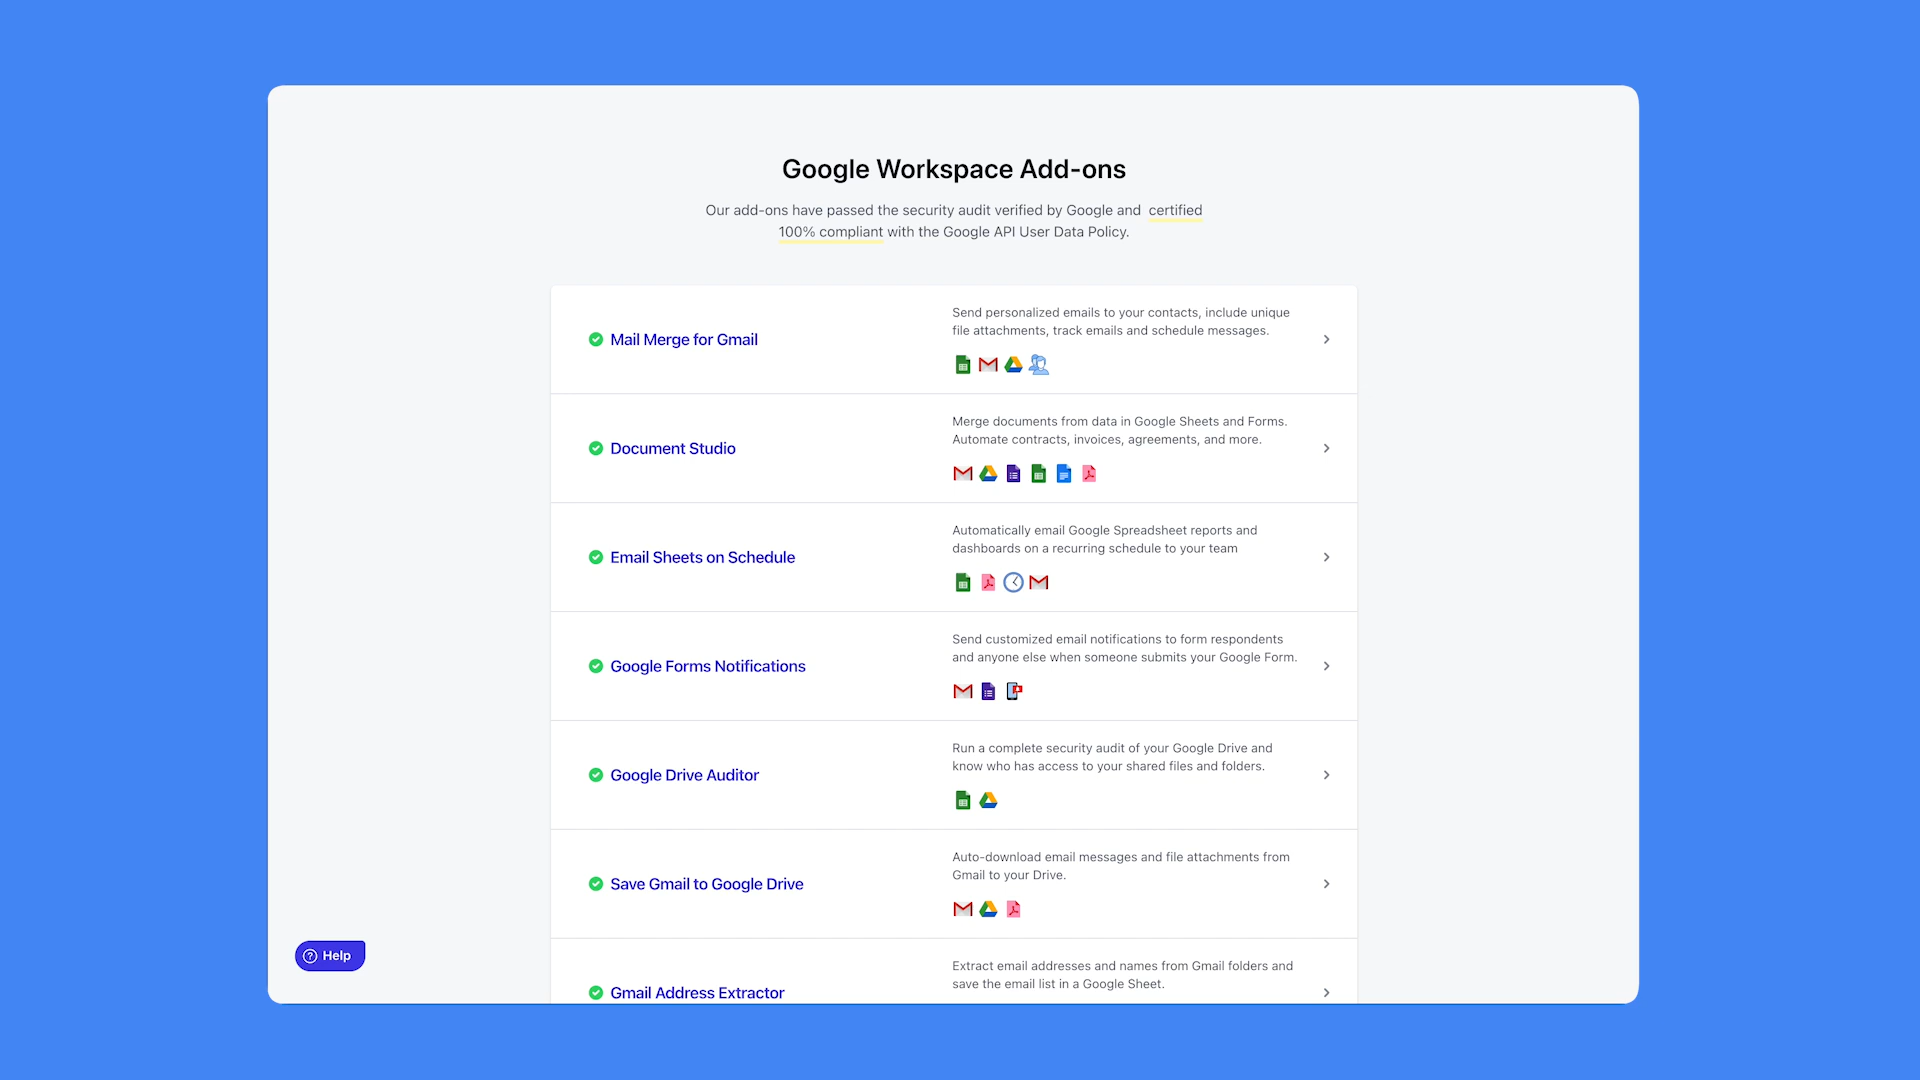 Google Workspace Add-ons
Our add-ons have passed the security audit verified by Google and certified
100% compliant with the Google API User Data Policy.
Mail Merge for Gmail
Send personalized emails to your contacts, include unique
file attachments, track emails and schedule messages.
Document Studio
Merge documents from data in Google Sheets and Forms.
Automate contracts, invoices, agreements, and more.
Email Sheets on Schedule
Automatically email Google Spreadsheet reports and
dashboards on a recurring schedule to your team
Google Forms Notifications
Send customized email notifications to form respondents
and anyone else when someone submits your Google Form.
Google Drive Auditor
Run a complete security audit of your Google Drive and
know who has access to your shared files and folders.
Save Gmail to Google Drive
Auto-download email messages and file attachments from
Gmail to your Drive.
Gmail Address Extractor
Extract email addresses and names from Gmail folders and
save the email list in a Google Sheet.
Help